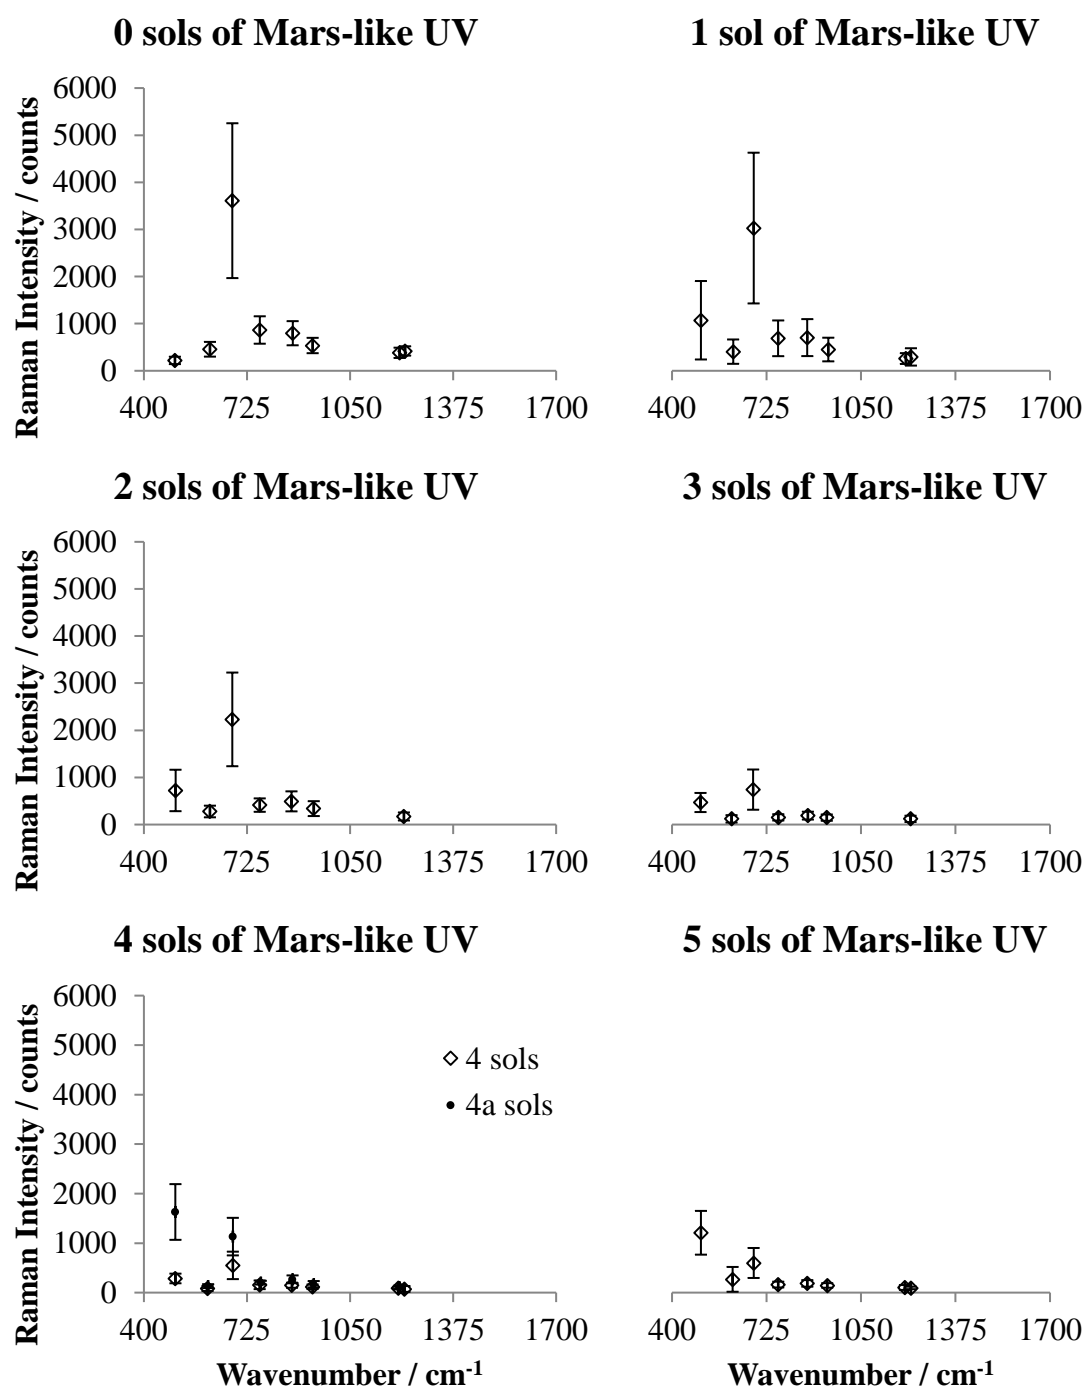 0 sols of Mars-like UV
1 sol of Mars-like UV
Raman Intensity / counts
6000
5000
4000
3000
2000
1000
0
400 725 1050 1375 1700
400 725 1050 1375 1700
2 sols of Mars-like UV
3 sols of Mars-like UV
Raman Intensity / counts
6000
5000
4000
3000
2000
1000
0
400 725 1050 1375 1700
400 725 1050 1375 1700
4 sols of Mars-like UV
5 sols of Mars-like UV
Raman Intensity / counts
6000
5000
4000
3000
2000
1000
0
4 sols
4a sols
400 725 1050 1375 1700
400 725 1050 1375 1700
Wavenumber / cm⁻¹
Wavenumber / cm⁻¹